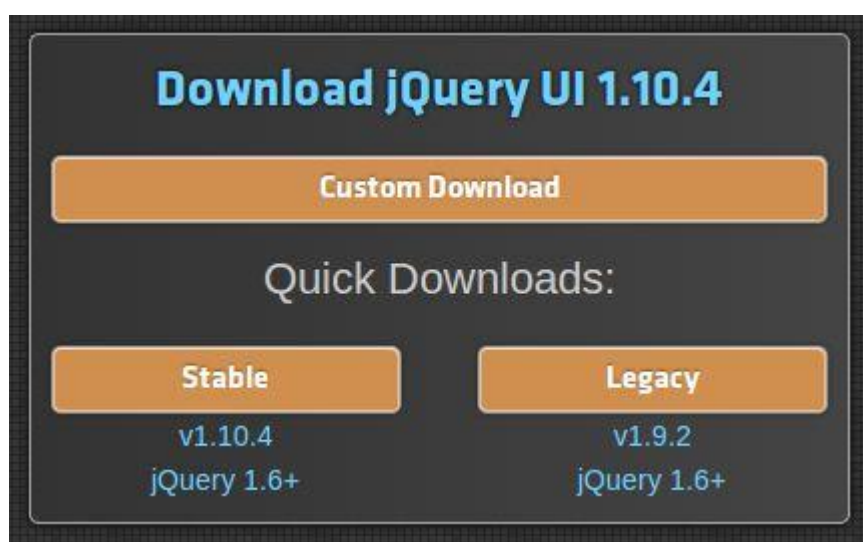 Download jQuery UI 1.10.4
Custom Download
Quick Downloads:
Stable
Legacy
v1.10.4
v1.9.2
jQuery 1.6+
jQuery 1.6+